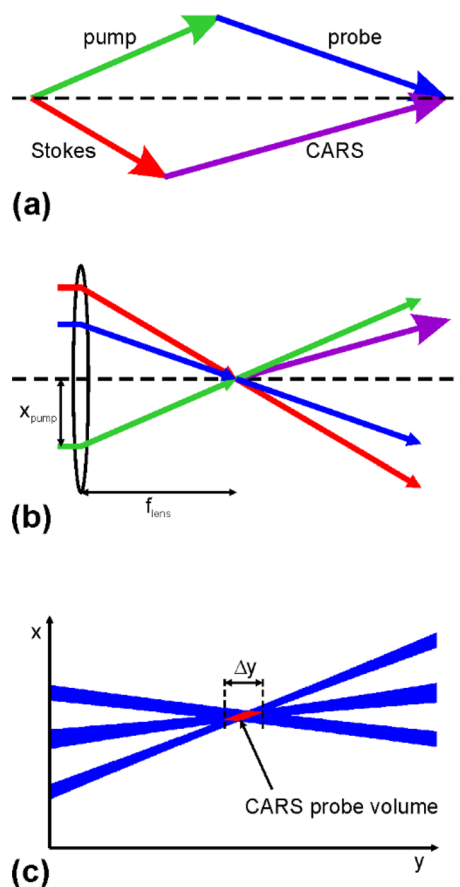 pump
probe
Stokes
CARS
(a)
x_pump
f_lens
(b)
x
Δy
CARS probe volume
y
(c)